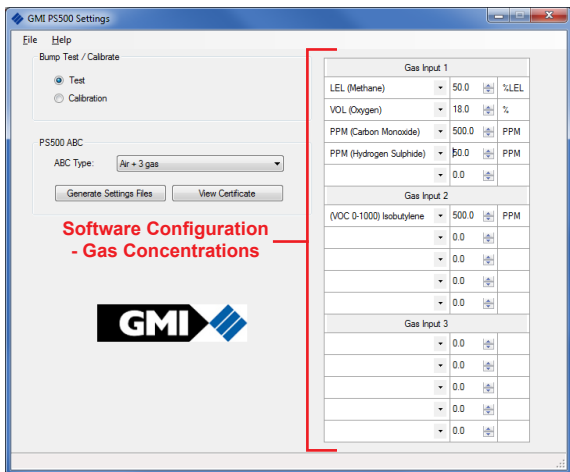 GMI PS500 Settings
File Help
Bump Test / Calibrate
Test
Calibration
PS500 ABC
ABC Type: Air + 3 gas
Generate Settings Files View Certificate
Software Configuration
- Gas Concentrations
GMI
Gas Input 1
LEL (Methane) 50.0 %LEL
VOL (Oxygen) 18.0 %
PPM (Carbon Monoxide) 500.0 PPM
PPM (Hydrogen Sulphide) 50.0 PPM
0.0
Gas Input 2
(VOC 0-1000) Isobutylene 500.0 PPM
0.0
0.0
0.0
0.0
Gas Input 3
0.0
0.0
0.0
0.0
0.0